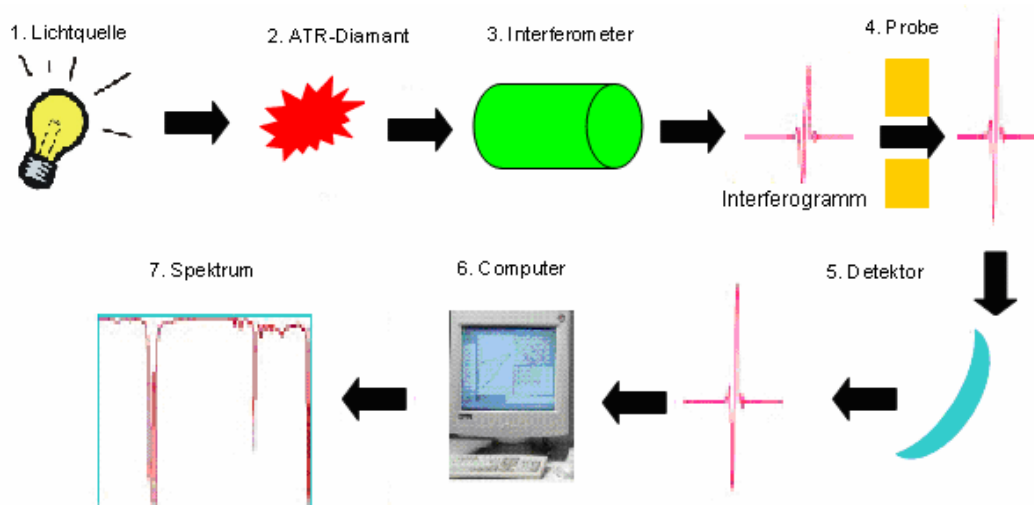 1. Lichtquelle
2. ATR-Diamant
3. Interferometer
4. Probe
Interferogramm
5. Detektor
6. Computer
7. Spektrum